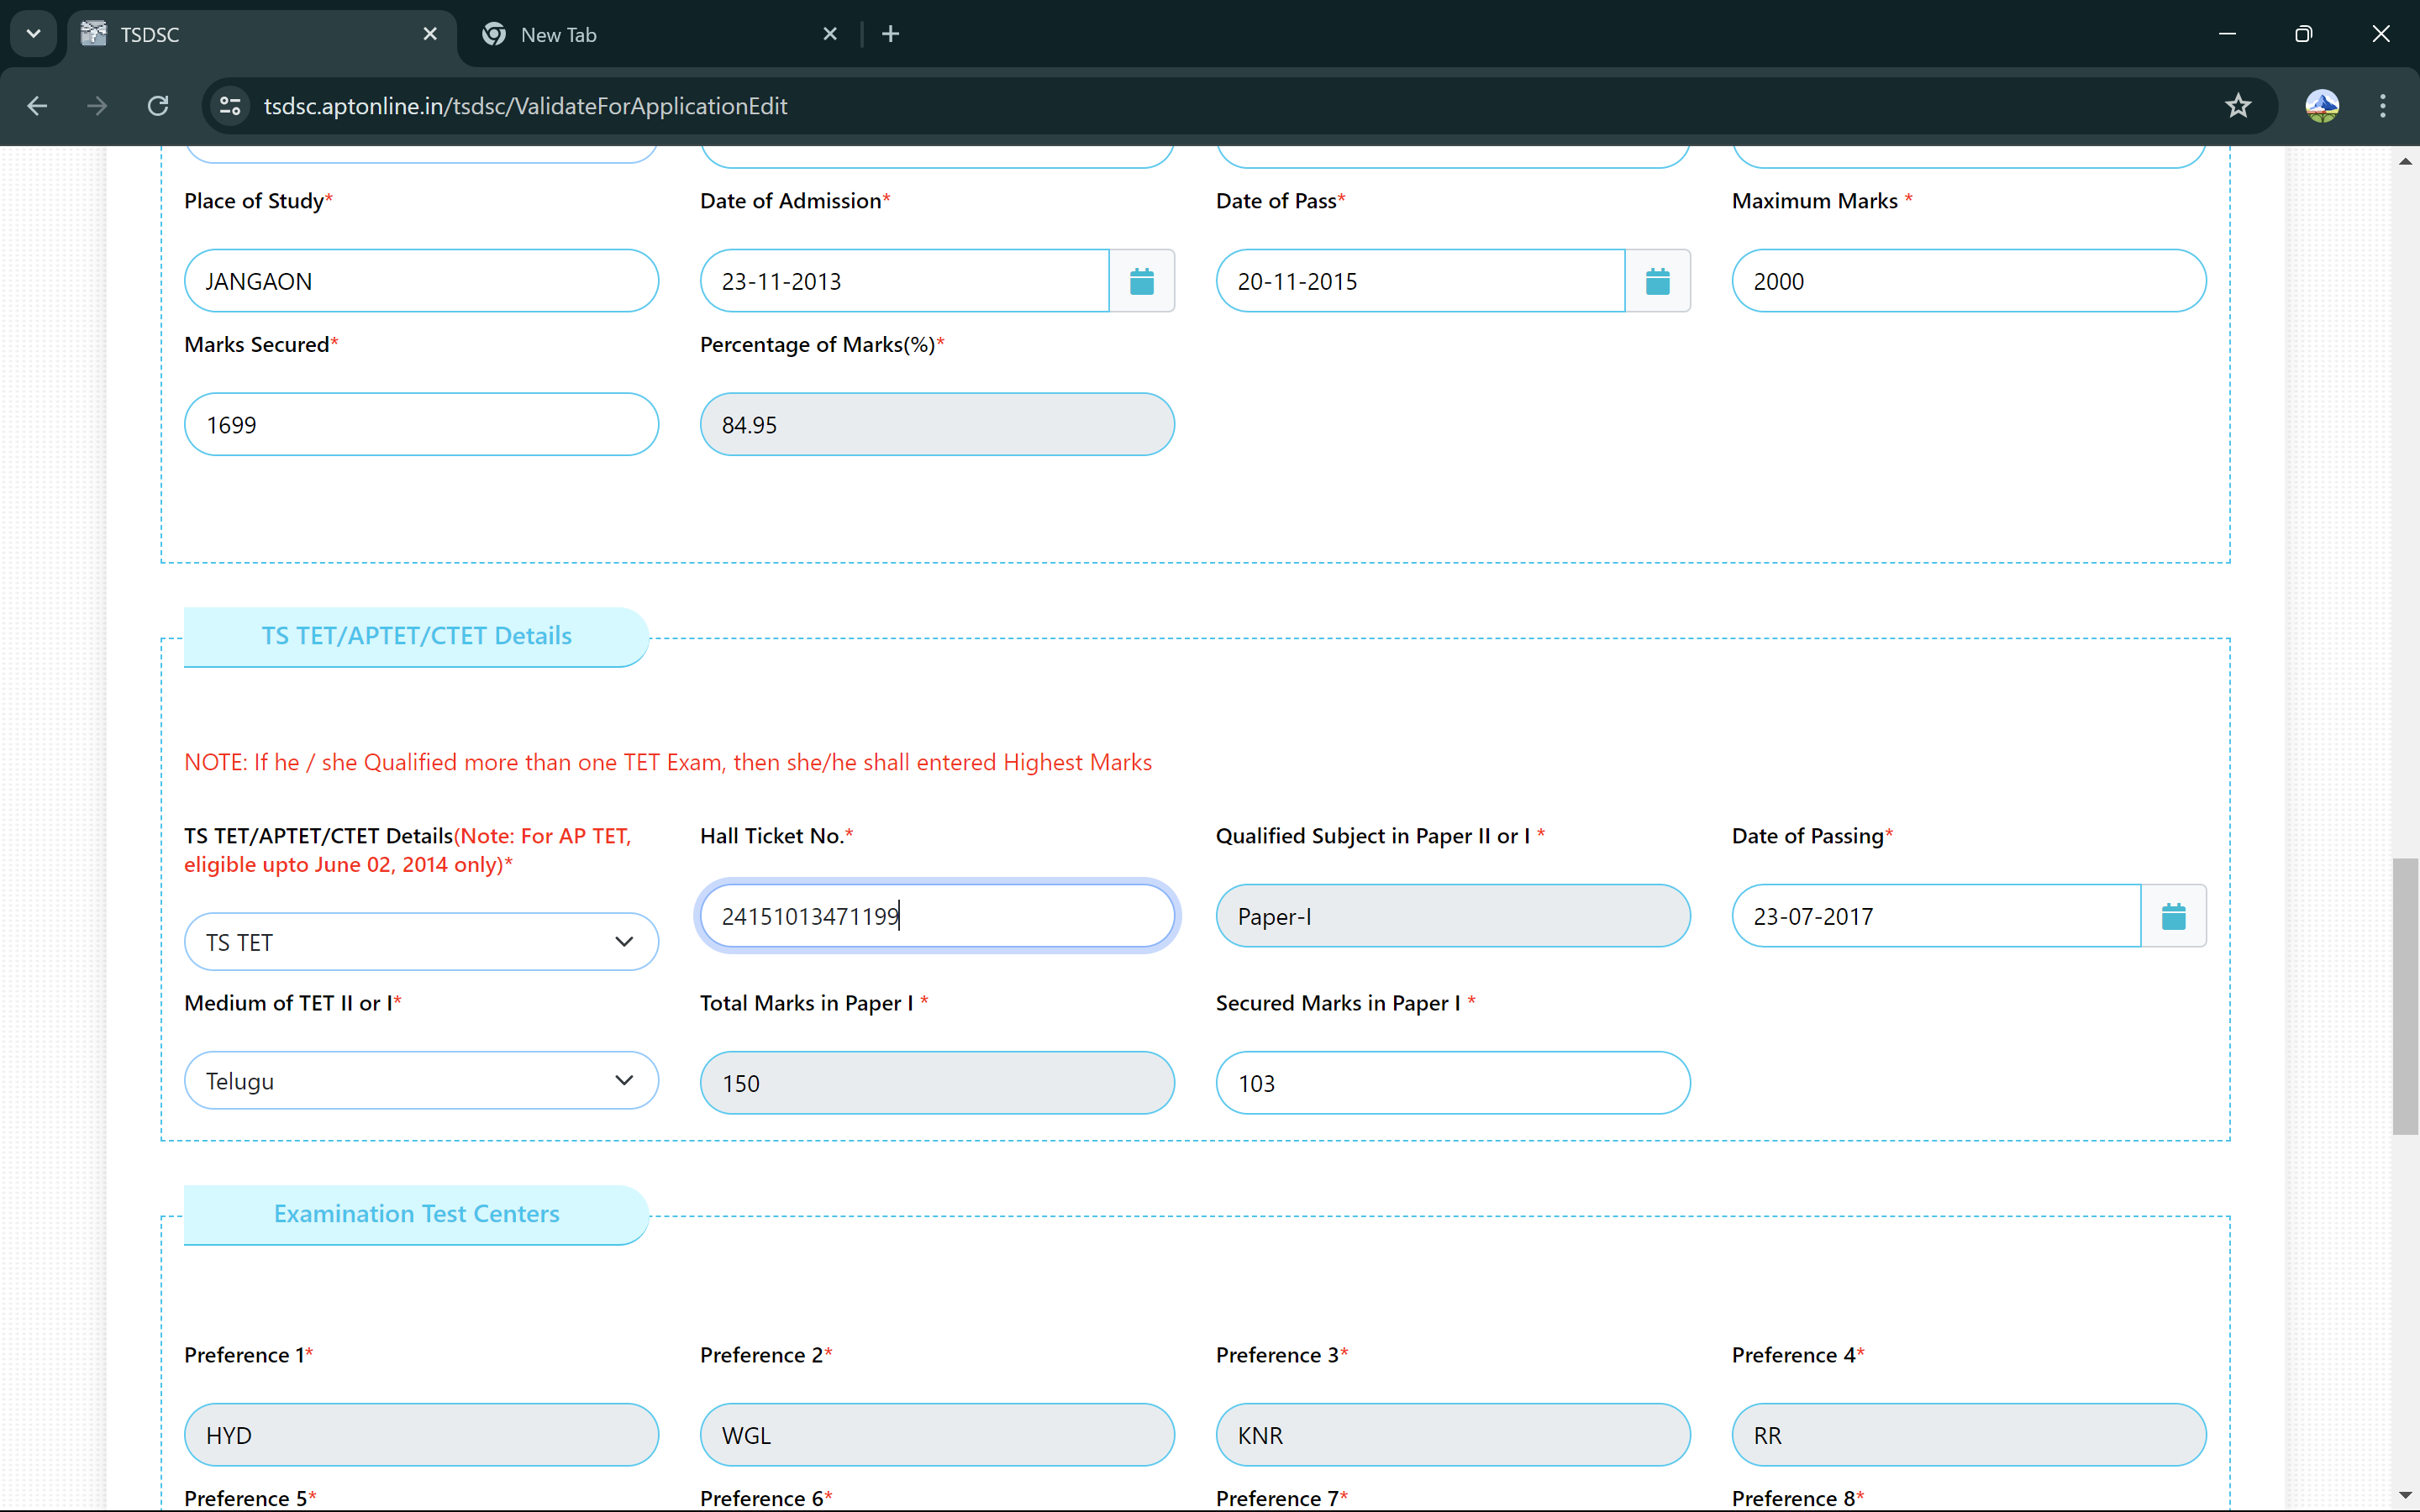 TSDSC
New Tab
tsdsc.aptonline.in/tsdsc/ValidateForApplicationEdit
Place of Study* Date of Admission* Date of Pass* Maximum Marks *
JANGAON 23-11-2013 20-11-2015 2000
Marks Secured* Percentage of Marks(%)*
1699 84.95
TS TET/APTET/CTET Details
NOTE: If he / she Qualified more than one TET Exam, then she/he shall entered Highest Marks
TS TET/APTET/CTET Details(Note: For AP TET, eligible upto June 02, 2014 only)* Hall Ticket No.* Qualified Subject in Paper II or I * Date of Passing*
TS TET 24151013471199 Paper-I 23-07-2017
Medium of TET II or I* Total Marks in Paper I * Secured Marks in Paper I *
Telugu 150 103
Examination Test Centers
Preference 1* Preference 2* Preference 3* Preference 4*
HYD WGL KNR RR
Preference 5* Preference 6* Preference 7* Preference 8*